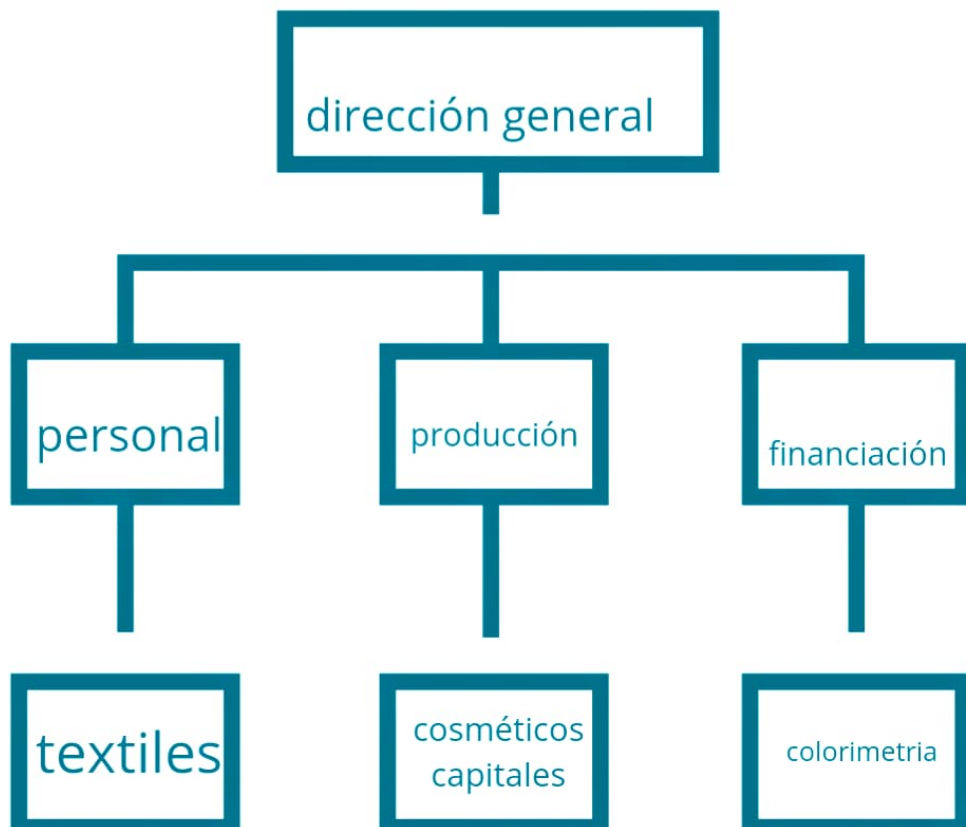 dirección general
personal
producción
financiación
textiles
cosméticos
capitales
colorimetria